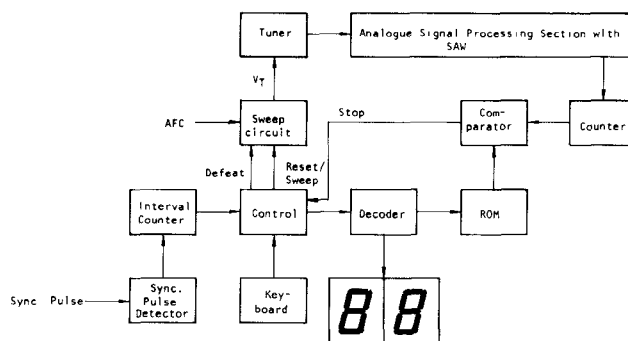 Tuner
Analogue Signal Processing Section with
SAW
VT
Stop
AFC
Sweep
circuit
Com-
parator
Counter
Defeat
Reset/
Sweep
Interval
Counter
Control
Decoder
ROM
Sync Pulse
Sync.
Pulse
Detector
Key-
board
88